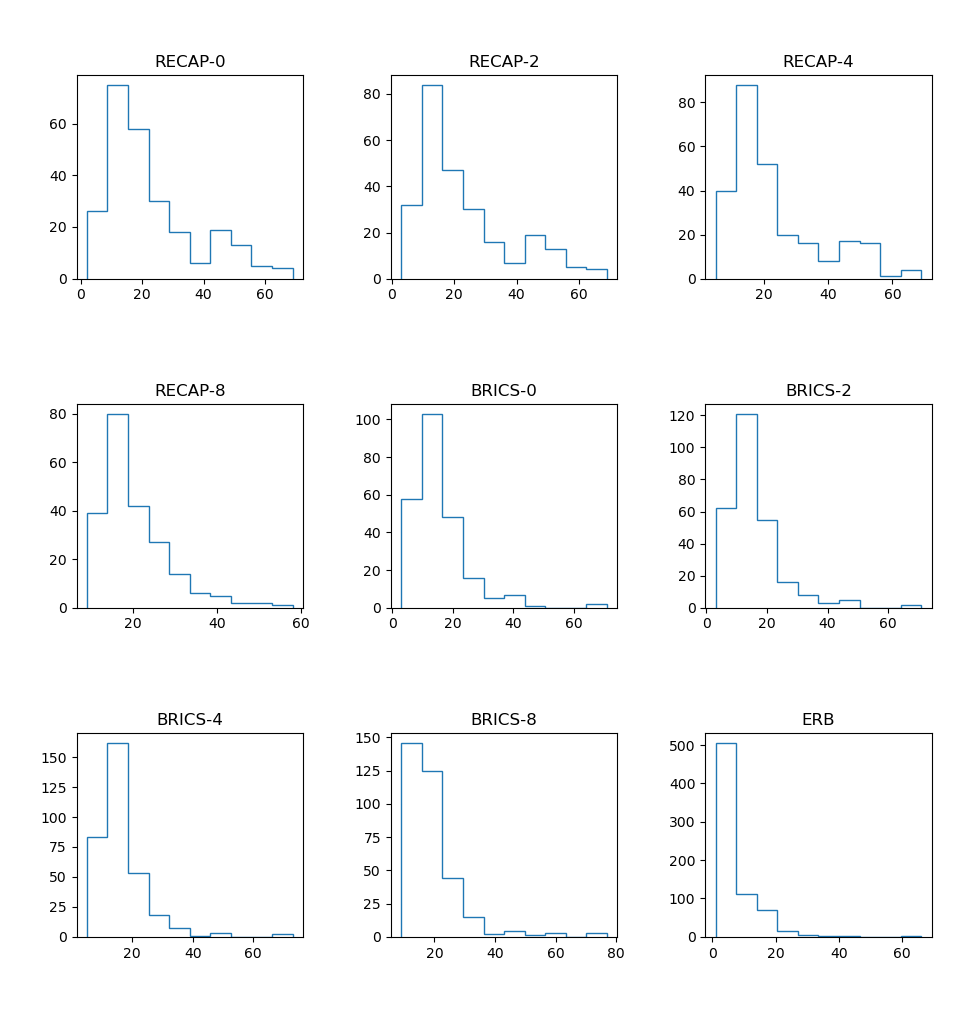 RECAP-0 RECAP-2 RECAP-4
60 80 80
40 60 60
20 40 40
0 20 20
0 0
0 20 40 60 0 20 40 60 20 40 60
RECAP-8 BRICS-0 BRICS-2
80 100 120
60 80 100
40 60 80
20 40 60
0 20 40
0 20
0
20 40 60 0 20 40 60 0 20 40 60
BRICS-4 BRICS-8 ERB
150 150 500
125 125 400
100 100 300
75 75 200
50 50 100
25 25 0
0 0
20 40 60 20 40 60 80 0 20 40 60